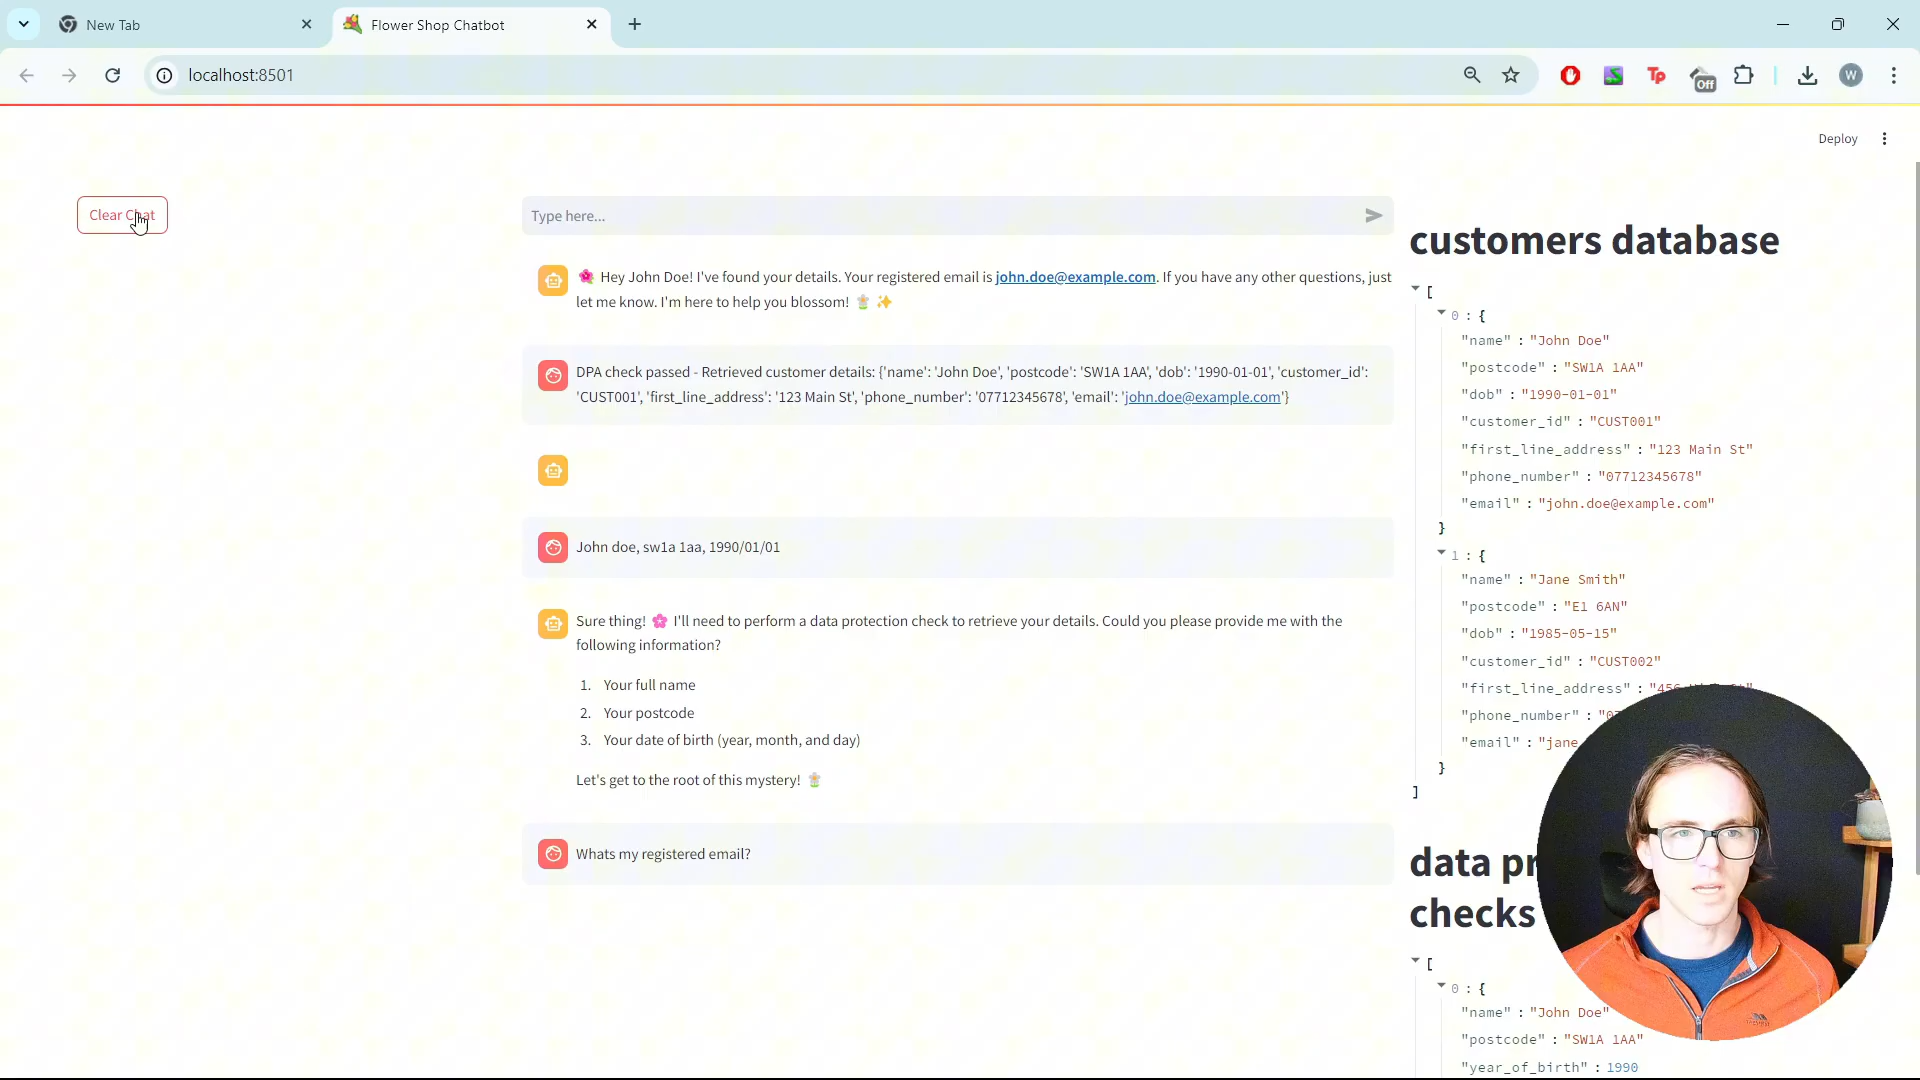 New Tab
Flower Shop Chatbot
localhost:8501
Tp
Off
W
Deploy
Clear Chat
Type here...
🌺 Hey John Doe! I've found your details. Your registered email is john.doe@example.com. If you have any other questions, just
let me know. I'm here to help you blossom! 🌷 ✨
DPA check passed - Retrieved customer details: {'name': 'John Doe', 'postcode': 'SW1A 1AA', 'dob': '1990-01-01', 'customer_id':
'CUST001', 'first_line_address': '123 Main St', 'phone_number': '07712345678', 'email': 'john.doe@example.com'}
John doe, sw1a 1aa, 1990/01/01
Sure thing! 🌸 I'll need to perform a data protection check to retrieve your details. Could you please provide me with the
following information?
1. Your full name
2. Your postcode
3. Your date of birth (year, month, and day)
Let's get to the root of this mystery! 🌷
Whats my registered email?
customers database
[
0 : {
"name" : "John Doe"
"postcode" : "SW1A 1AA"
"dob" : "1990-01-01"
"customer_id" : "CUST001"
"first_line_address" : "123 Main St"
"phone_number" : "07712345678"
"email" : "john.doe@example.com"
}
1 : {
"name" : "Jane Smith"
"postcode" : "E1 6AN"
"dob" : "1985-05-15"
"customer_id" : "CUST002"
"first_line_address" : "456
"phone_number" :
"email" : "jane
}
]
data
checks
[
0 : {
"name" : "John Doe"
"postcode" : "SW1A 1AA"
"year_of_birth" : 1990